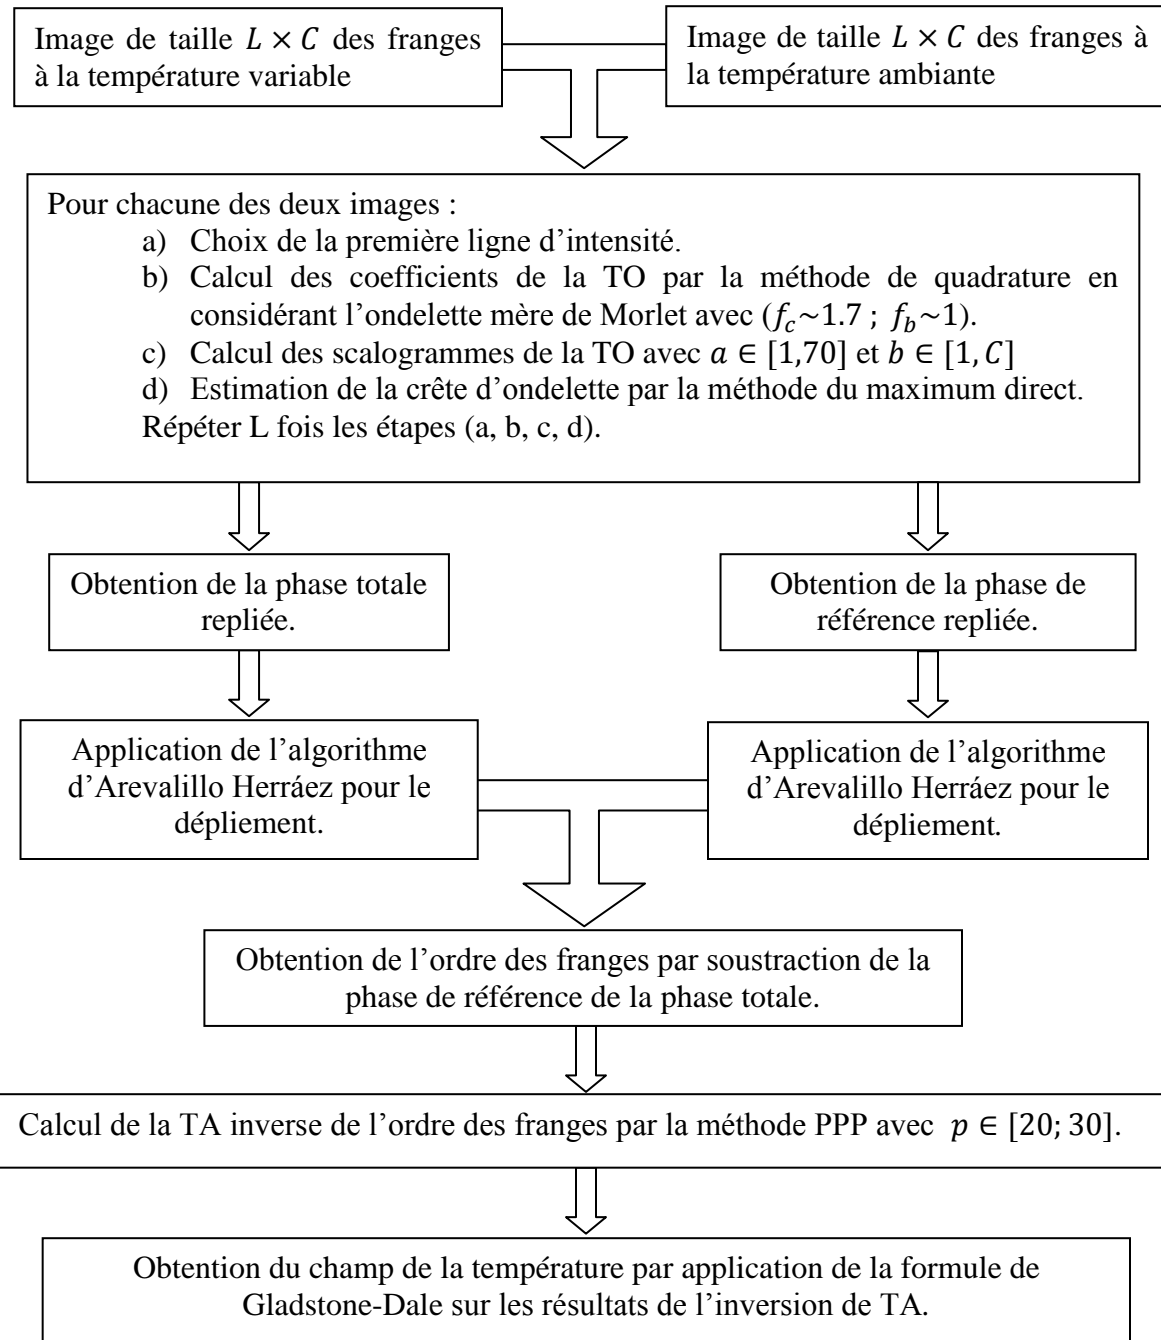 Image de taille L × C des franges
à la température variable
Image de taille L × C des franges à
la température ambiante
Pour chacune des deux images :
a) Choix de la première ligne d’intensité.
b) Calcul des coefficients de la TO par la méthode de quadrature en
considérant l’ondelette mère de Morlet avec (f_c~1.7 ; f_b~1).
c) Calcul des scalogrammes de la TO avec a ∈ [1,70] et b ∈ [1, C]
d) Estimation de la crête d’ondelette par la méthode du maximum direct.
Répéter L fois les étapes (a, b, c, d).
Obtention de la phase totale
repliée.
Obtention de la phase de
référence repliée.
Application de l’algorithme
d’Arevalillo Herráez pour le
dépliement.
Application de l’algorithme
d’Arevalillo Herráez pour le
dépliement.
Obtention de l’ordre des franges par soustraction de la
phase de référence de la phase totale.
Calcul de la TA inverse de l’ordre des franges par la méthode PPP avec p ∈ [20; 30].
Obtention du champ de la température par application de la formule de
Gladstone-Dale sur les résultats de l’inversion de TA.